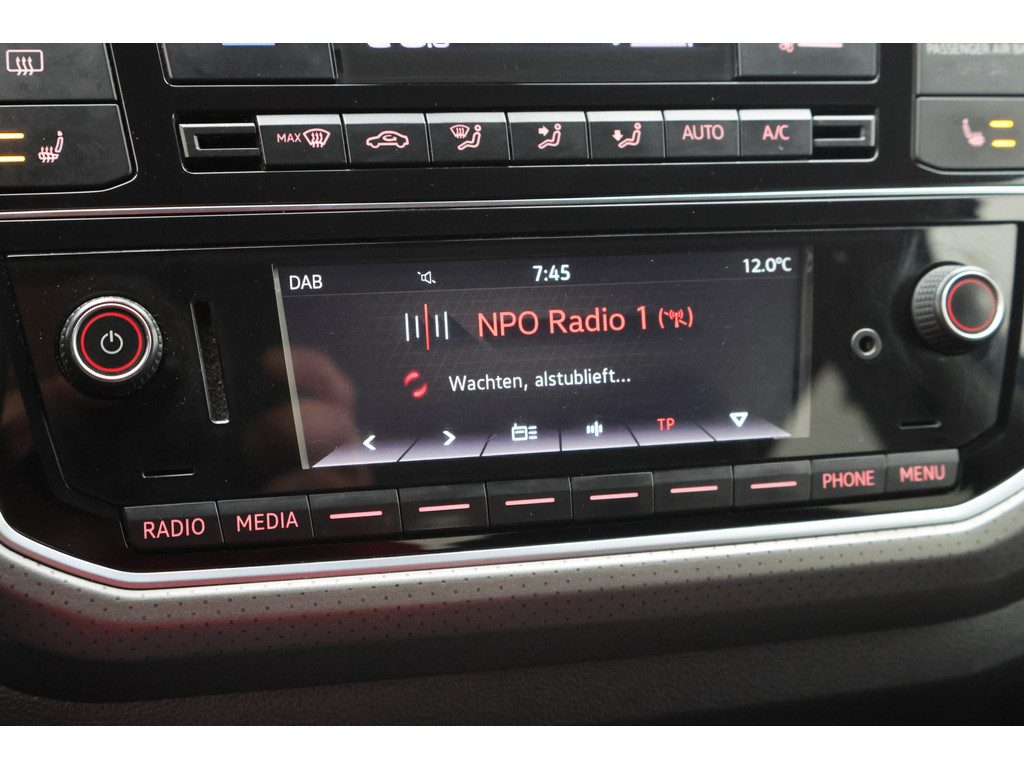 PASSENGER AIR BA
MAX
AUTO
A/C
DAB
7:45
12.0°C
NPO Radio 1
Wachten, alstublieft...
TP
RADIO
MEDIA
PHONE
MENU